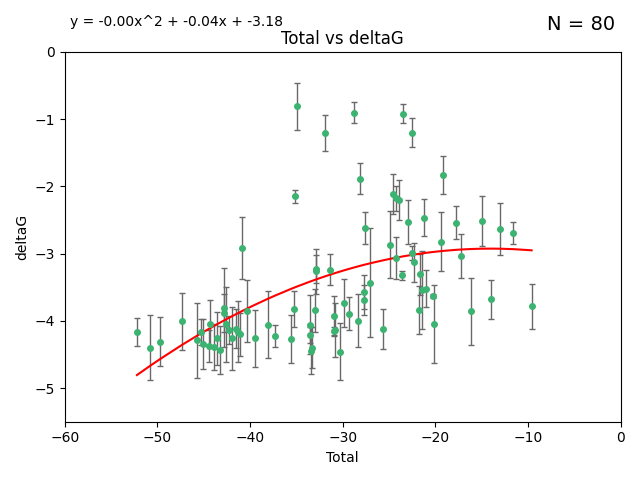 y = -0.00x^2 + -0.04x + -3.18
N = 80
Total vs deltaG
0
−1
−2
−3
−4
−5
deltaG
−60 −50 −40 −30 −20 −10 0
Total